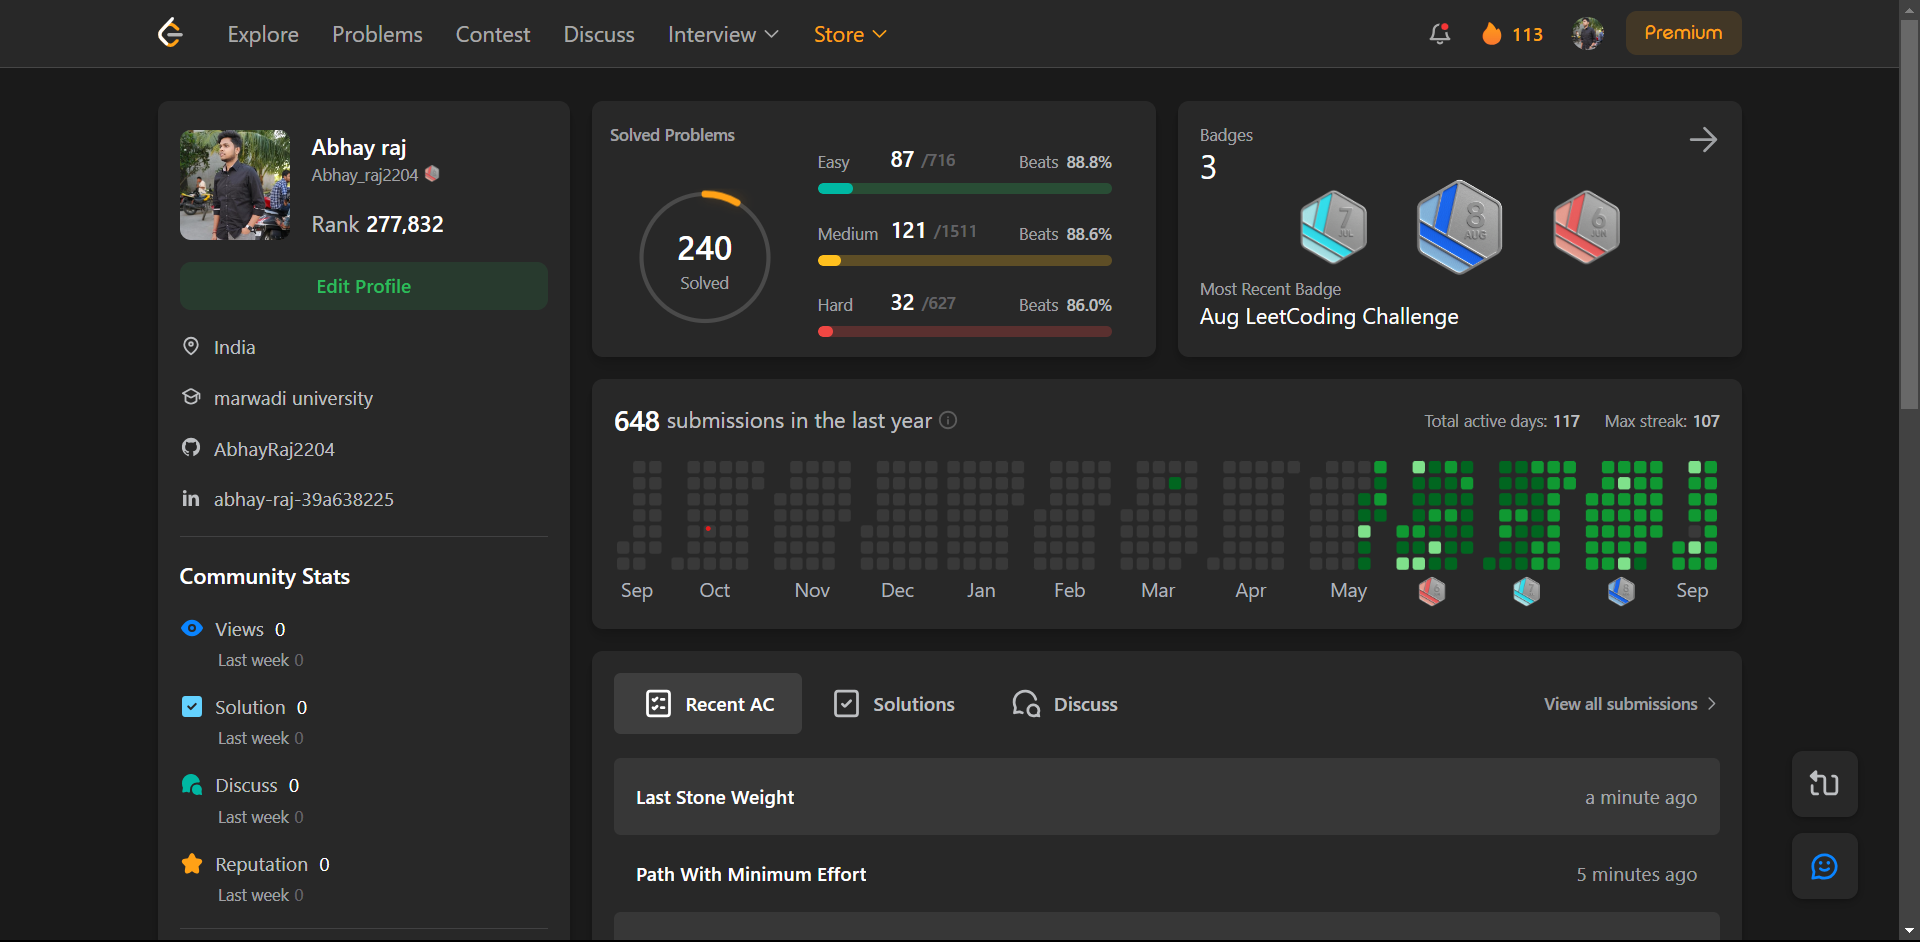 Explore Problems Contest Discuss Interview Store 113 Premium
Abhay raj
Abhay_raj2204
Rank 277,832
Edit Profile
India
marwadi university
AbhayRaj2204
abhay-raj-39a638225
Community Stats
Views 0
Last week 0
Solution 0
Last week 0
Discuss 0
Last week 0
Reputation 0
Last week 0
Solved Problems
240
Solved
Easy 87 /716 Beats 88.8%
Medium 121 /1511 Beats 88.6%
Hard 32 /627 Beats 86.0%
Badges
3
7 JUL
8 AUG
6 JUN
Most Recent Badge
Aug LeetCoding Challenge
648 submissions in the last year
Total active days: 117 Max streak: 107
Sep Oct Nov Dec Jan Feb Mar Apr May Sep
Recent AC Solutions Discuss View all submissions
Last Stone Weight a minute ago
Path With Minimum Effort 5 minutes ago